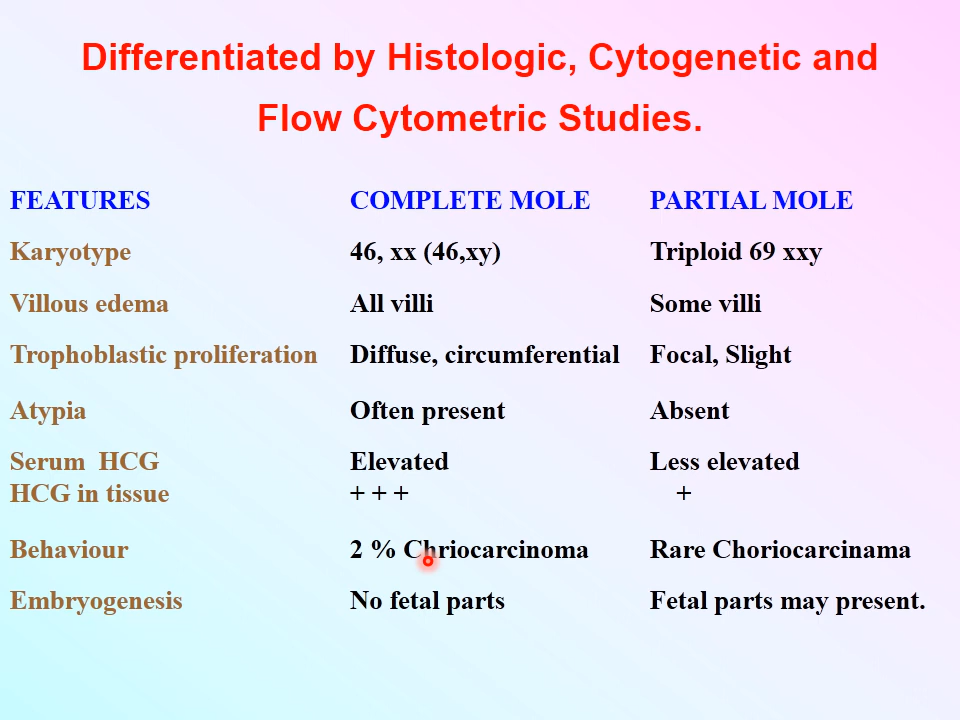 Differentiated by Histologic, Cytogenetic and
Flow Cytometric Studies.
FEATURES COMPLETE MOLE PARTIAL MOLE
Karyotype 46, xx (46,xy) Triploid 69 xxy
Villous edema All villi Some villi
Trophoblastic proliferation Diffuse, circumferential Focal, Slight
Atypia Often present Absent
Serum HCG Elevated Less elevated
HCG in tissue + + + +
Behaviour 2 % Chriocarcinoma Rare Choriocarcinama
Embryogenesis No fetal parts Fetal parts may present.